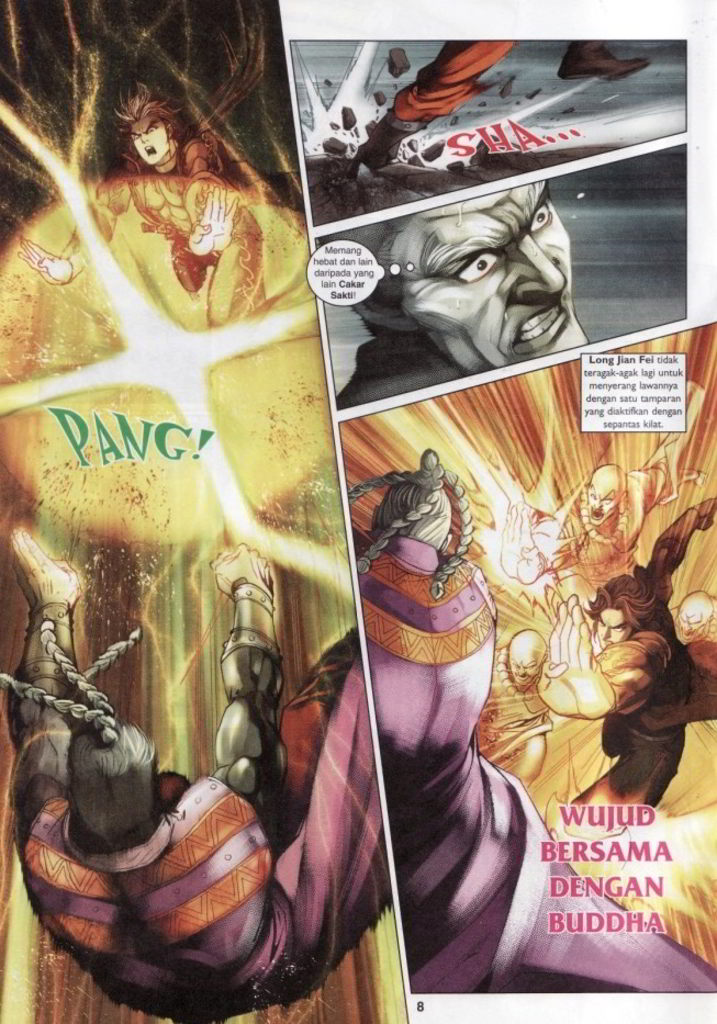 PANG!
SHA...
Memang
hebat dan lain
daripada yang
lain Cakar
Sakti!
Long Jian Fei tidak
teragak-agak lagi untuk
menyerang lawannya
dengan satu tamparan
yang diaktifkan dengan
sepantas kilat.
WUJUD
BERSAMA
DENGAN
BUDDHA
8